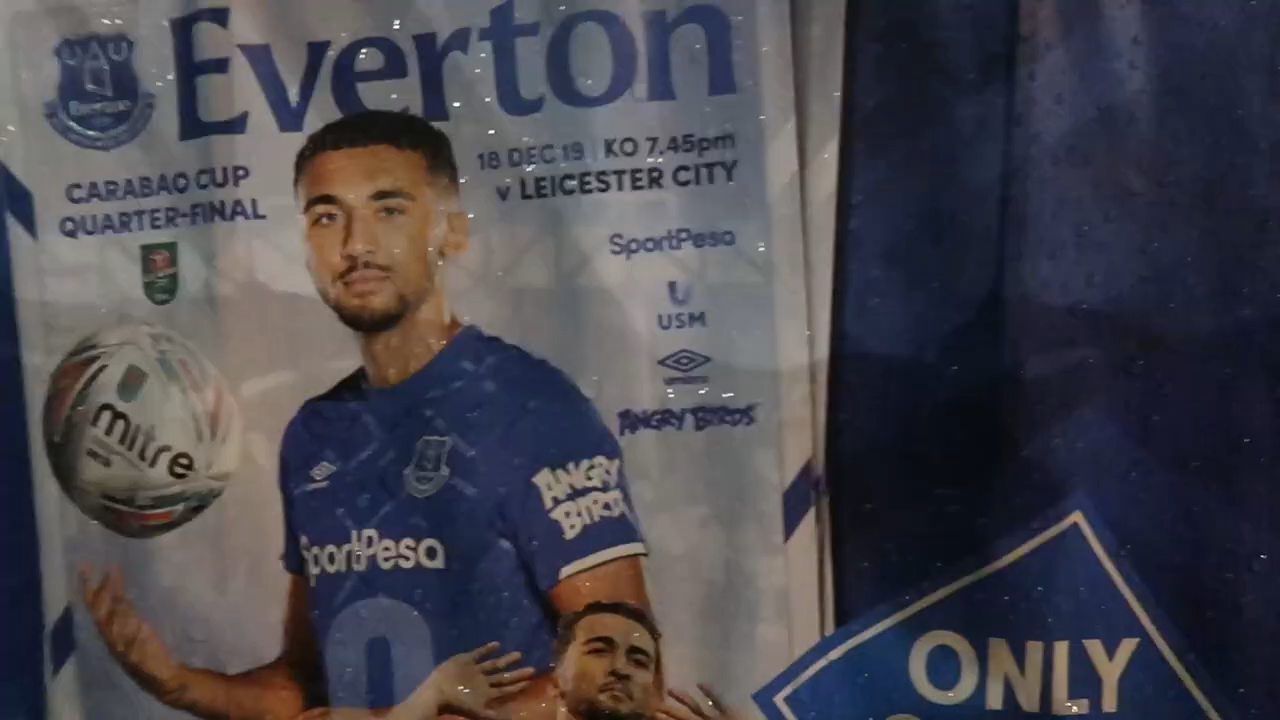 Everton
18 DEC 19 KO 7.45pm
v LEICESTER CITY
CARABAO CUP
QUARTER-FINAL
SportPesa
USM
umbro
ANGRY BIRDS
mitre
ANGRY
BIRDS
SportPesa
ONLY